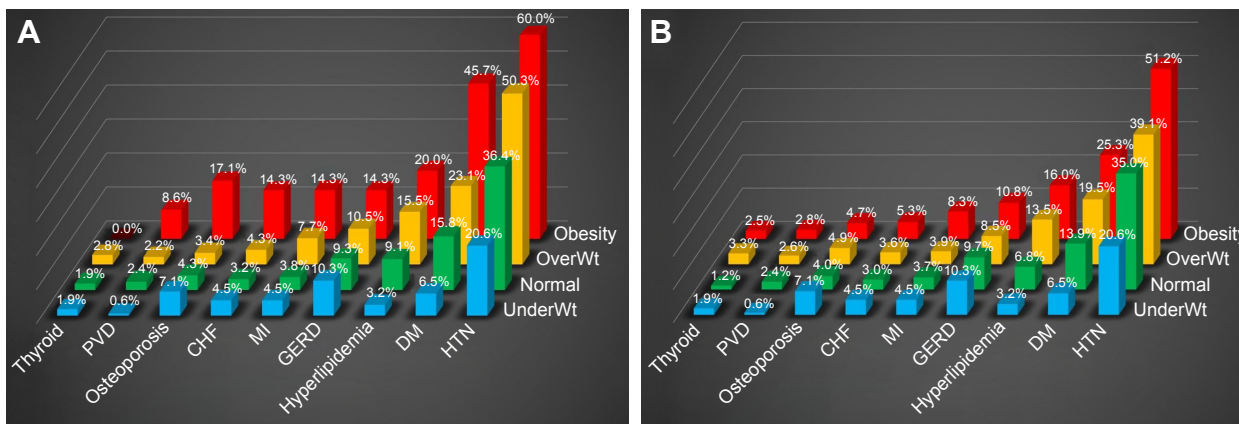 A
60.0%
45.7%
20.0%
14.3%
14.3%
14.3%
17.1%
8.6%
0.0%
Obesity
50.3%
23.1%
15.5%
10.5%
7.7%
4.3%
3.4%
2.2%
2.8%
OverWt
36.4%
15.8%
9.1%
9.3%
3.8%
3.2%
4.3%
2.4%
1.9%
Normal
20.6%
6.5%
3.2%
10.3%
4.5%
4.5%
7.1%
0.6%
1.9%
UnderWt
Thyroid
PVD
Osteoporosis
CHF
MI
GERD
Hyperlipidemia
DM
HTN
B
51.2%
25.3%
16.0%
10.8%
8.3%
5.3%
4.7%
2.8%
2.5%
Obesity
39.1%
19.5%
13.5%
8.5%
3.9%
3.6%
4.9%
2.6%
3.3%
OverWt
35.0%
13.9%
6.8%
9.7%
3.7%
3.0%
4.0%
2.4%
1.2%
Normal
20.6%
6.5%
3.2%
10.3%
4.5%
4.5%
7.1%
0.6%
1.9%
UnderWt
Thyroid
PVD
Osteoporosis
CHF
MI
GERD
Hyperlipidemia
DM
HTN